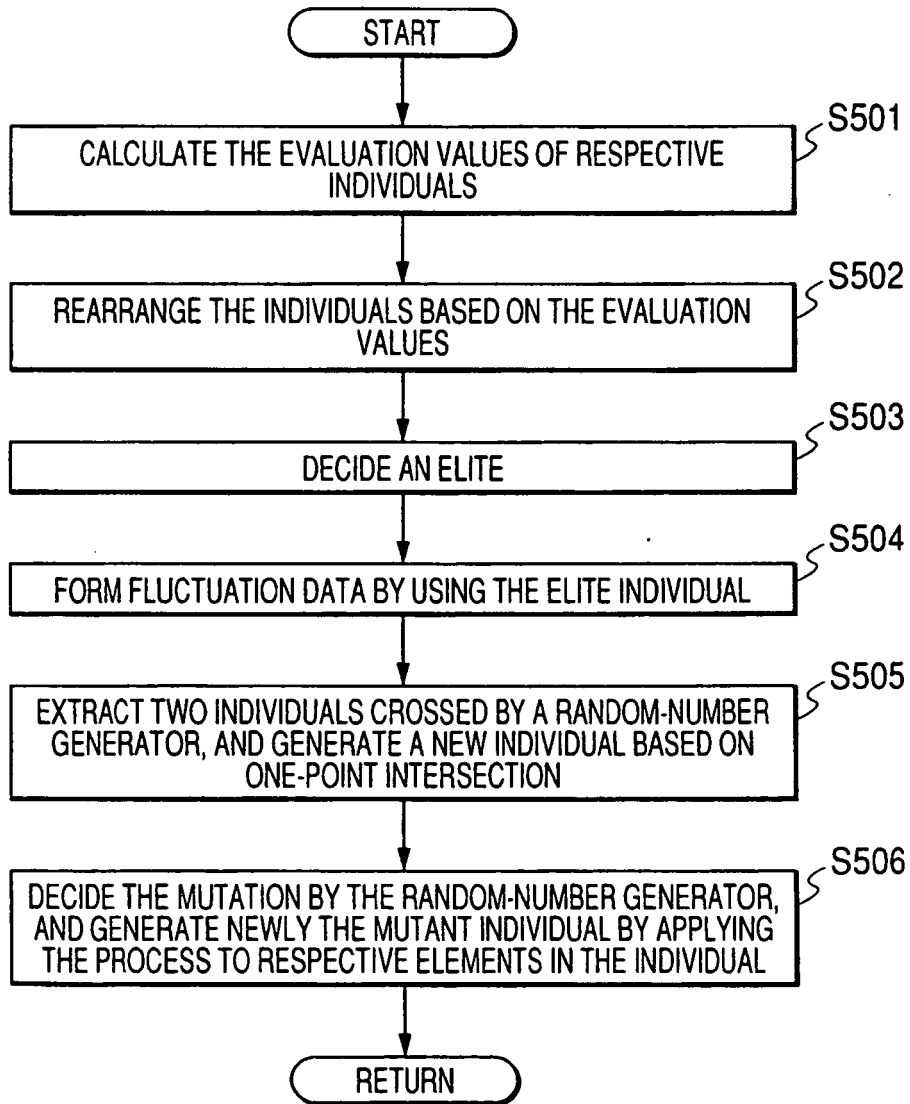 START
S501
CALCULATE THE EVALUATION VALUES OF RESPECTIVE
INDIVIDUALS
S502
REARRANGE THE INDIVIDUALS BASED ON THE EVALUATION
VALUES
S503
DECIDE AN ELITE
S504
FORM FLUCTUATION DATA BY USING THE ELITE INDIVIDUAL
S505
EXTRACT TWO INDIVIDUALS CROSSED BY A RANDOM-NUMBER
GENERATOR, AND GENERATE A NEW INDIVIDUAL BASED ON
ONE-POINT INTERSECTION
S506
DECIDE THE MUTATION BY THE RANDOM-NUMBER GENERATOR,
AND GENERATE NEWLY THE MUTANT INDIVIDUAL BY APPLYING
THE PROCESS TO RESPECTIVE ELEMENTS IN THE INDIVIDUAL
RETURN